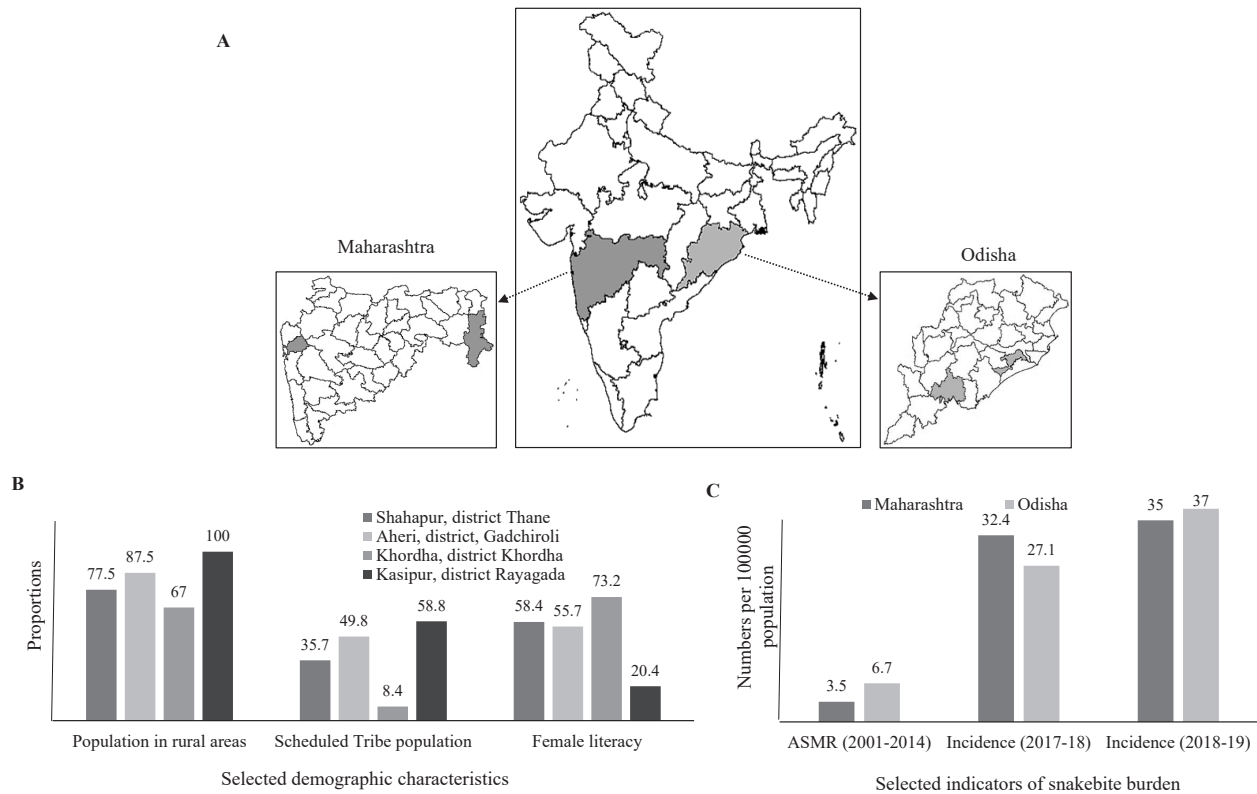 A
Maharashtra
Odisha
B
Shahapur, district Thane
Aheri, district, Gadchiroli
Khordha, district Khordha
Kasipur, district Rayagada
Proportions
77.5
87.5
67
100
35.7
49.8
8.4
58.8
58.4
55.7
73.2
20.4
Population in rural areas
Scheduled Tribe population
Female literacy
Selected demographic characteristics
C
Maharashtra
Odisha
Numbers per 100000
population
3.5
6.7
32.4
27.1
35
37
ASMR (2001-2014)
Incidence (2017-18)
Incidence (2018-19)
Selected indicators of snakebite burden